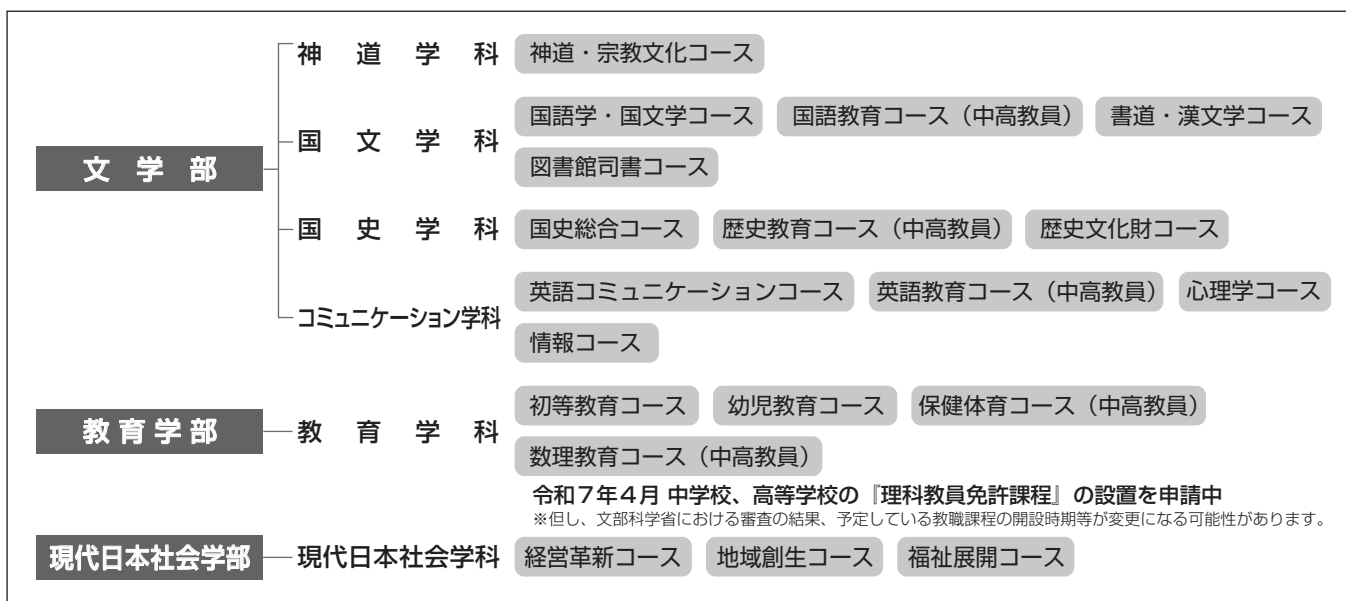 文学部
神道学科 神道・宗教文化コース
国文学科 国語学・国文学コース 国語教育コース（中高教員） 書道・漢文学コース
図書館司書コース
国史学科 国史総合コース 歴史教育コース（中高教員） 歴史文化財コース
コミュニケーション学科 英語コミュニケーションコース 英語教育コース（中高教員） 心理学コース
情報コース
教育学部 教育学科 初等教育コース 幼児教育コース 保健体育コース（中高教員）
数理教育コース（中高教員）
令和7年4月 中学校、高等学校の『理科教員免許課程』の設置を申請中
※但し、文部科学省における審査の結果、予定している教職課程の開設時期等が変更になる可能性があります。
現代日本社会学部 現代日本社会学科 経営革新コース 地域創生コース 福祉展開コース